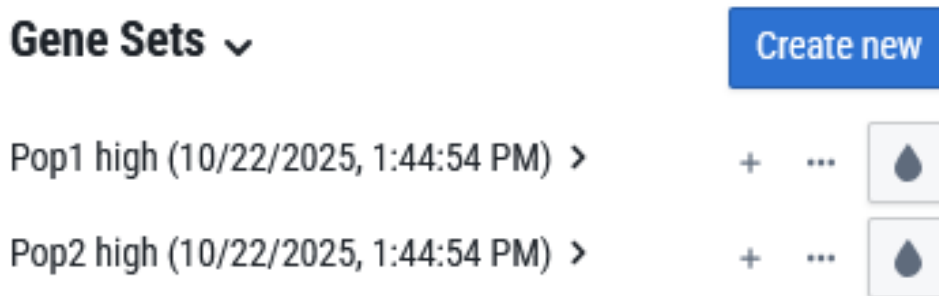 Gene Sets
Create new
Pop1 high (10/22/2025, 1:44:54 PM)
Pop2 high (10/22/2025, 1:44:54 PM)